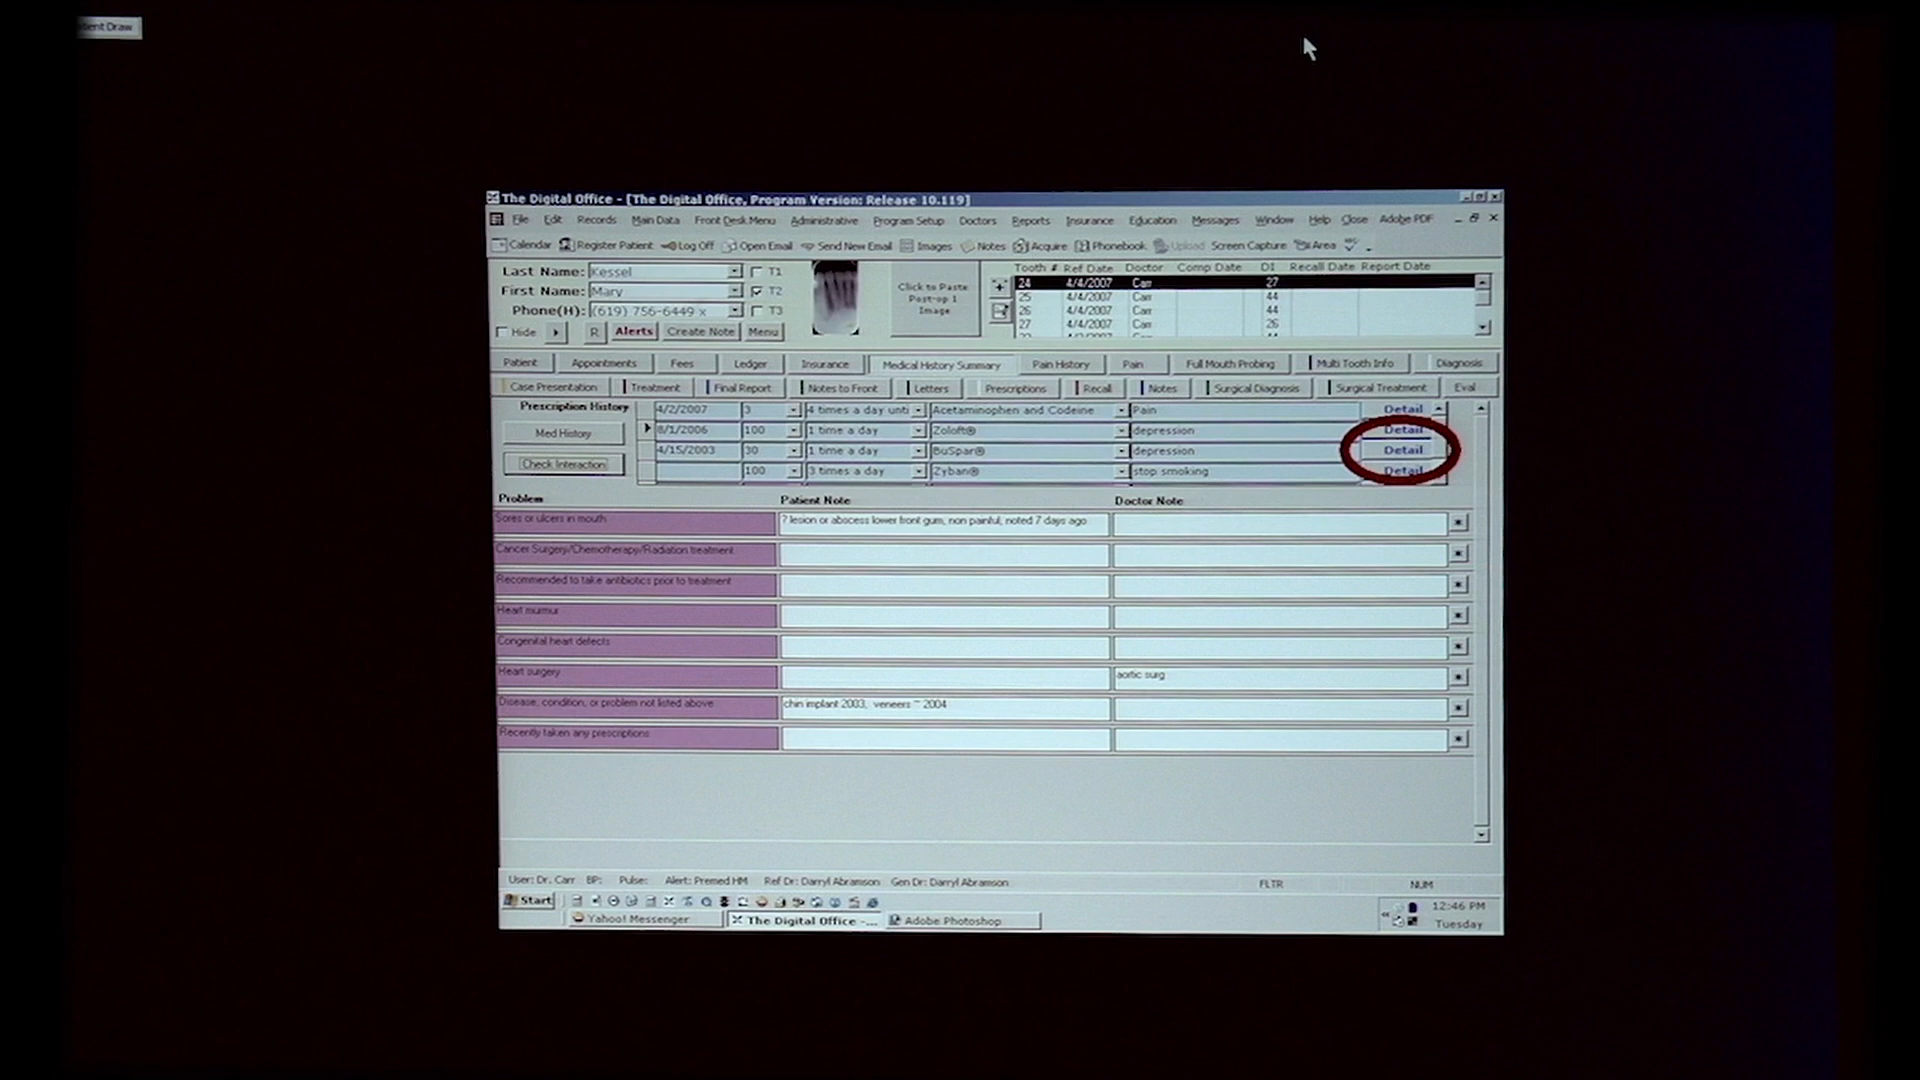 tient Draw
The Digital Office - [The Digital Office, Program Version: Release 10.119]
File Edit Records Main Data Front Desk Menu Administrative Program Setup Doctors Reports Insurance Education Messages Window Help Close Adobe PDF
Calendar Register Patient Log Off Open Email Send New Email Images Notes Acquire Phonebook Upload Screen Capture Area
Last Name: Kessel T1
First Name: Mary T2
Phone(H): (619) 756-6449 x T3
Hide R Alerts Create Note Menu
Click to Paste
Post-op 1
Image
Tooth # Ref Date Doctor Comp Date DI Recall Date Report Date
24 4/4/2007 Carr 27
25 4/4/2007 Carr 44
26 4/4/2007 Carr 44
27 4/4/2007 Carr 26
Patient Appointments Fees Ledger Insurance Medical History Summary Pain History Pain Full Mouth Probing Multi Tooth Info Diagnosis
Case Presentation Treatment Final Report Notes to Front Letters Prescriptions Recall Notes Surgical Diagnosis Surgical Treatment Eval
Prescription History
Med History
Check Interaction
4/2/2007 3 4 times a day unti Acetaminophen and Codeine Pain Detail
8/1/2006 100 1 time a day Zoloft® depression Detail
4/15/2003 30 1 time a day BuSpar® depression Detail
100 3 times a day Zyban® stop smoking Detail
Problem Patient Note Doctor Note
Sores or ulcers in mouth ? lesion or abscess lower front gum, non painful, noted 7 days ago
Cancer Surgery/Chemotherapy/Radiation treatment
Recommended to take antibiotics prior to treatment
Heart murmur
Congenital heart defects
Heart surgery aortic surg
Disease, condition, or problem not listed above chin implant 2003, veneers ~ 2004
Recently taken any prescriptions
User: Dr. Carr BP: Pulse: Alert: Premed HM Ref Dr: Darryl Abramson Gen Dr: Darryl Abramson FLTR NUM
Start
Yahoo! Messenger The Digital Office -... Adobe Photoshop
12:46 PM
Tuesday